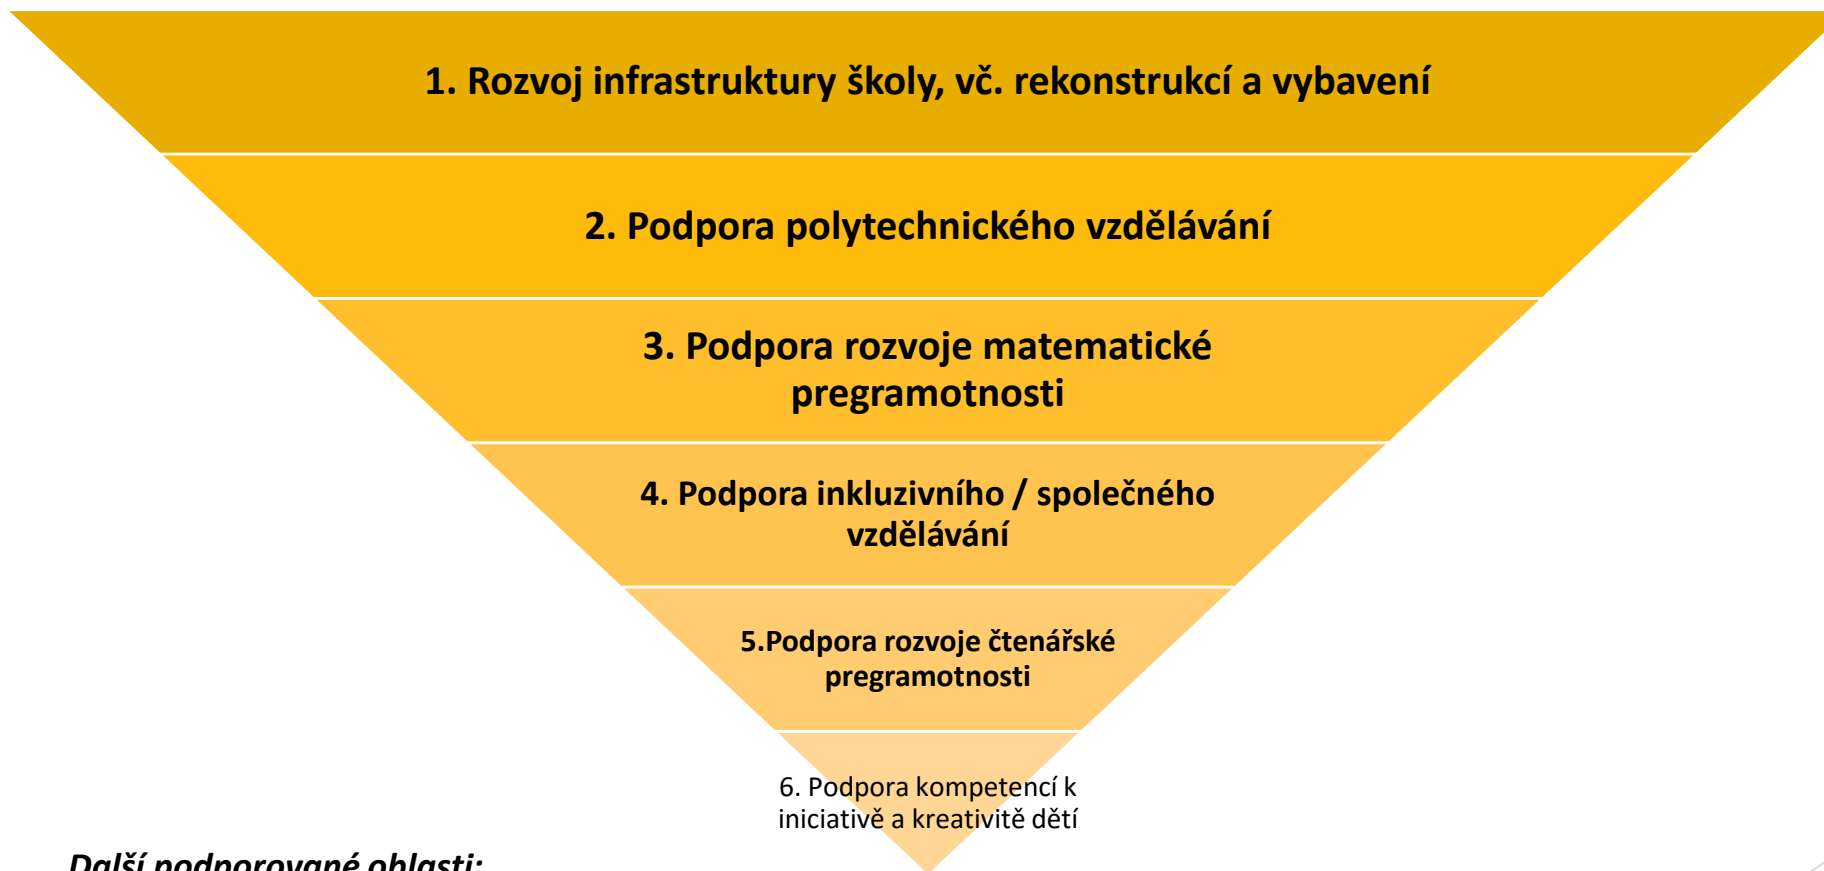 1. Rozvoj infrastruktury školy, vč. rekonstrukcí a vybavení
2. Podpora polytechnického vzdělávání
3. Podpora rozvoje matematické
pregramotnosti
4. Podpora inkluzivního / společného
vzdělávání
5.Podpora rozvoje čtenářské
pregramotnosti
6. Podpora kompetencí k
iniciativě a kreativitě dětí
Další podporované oblasti: